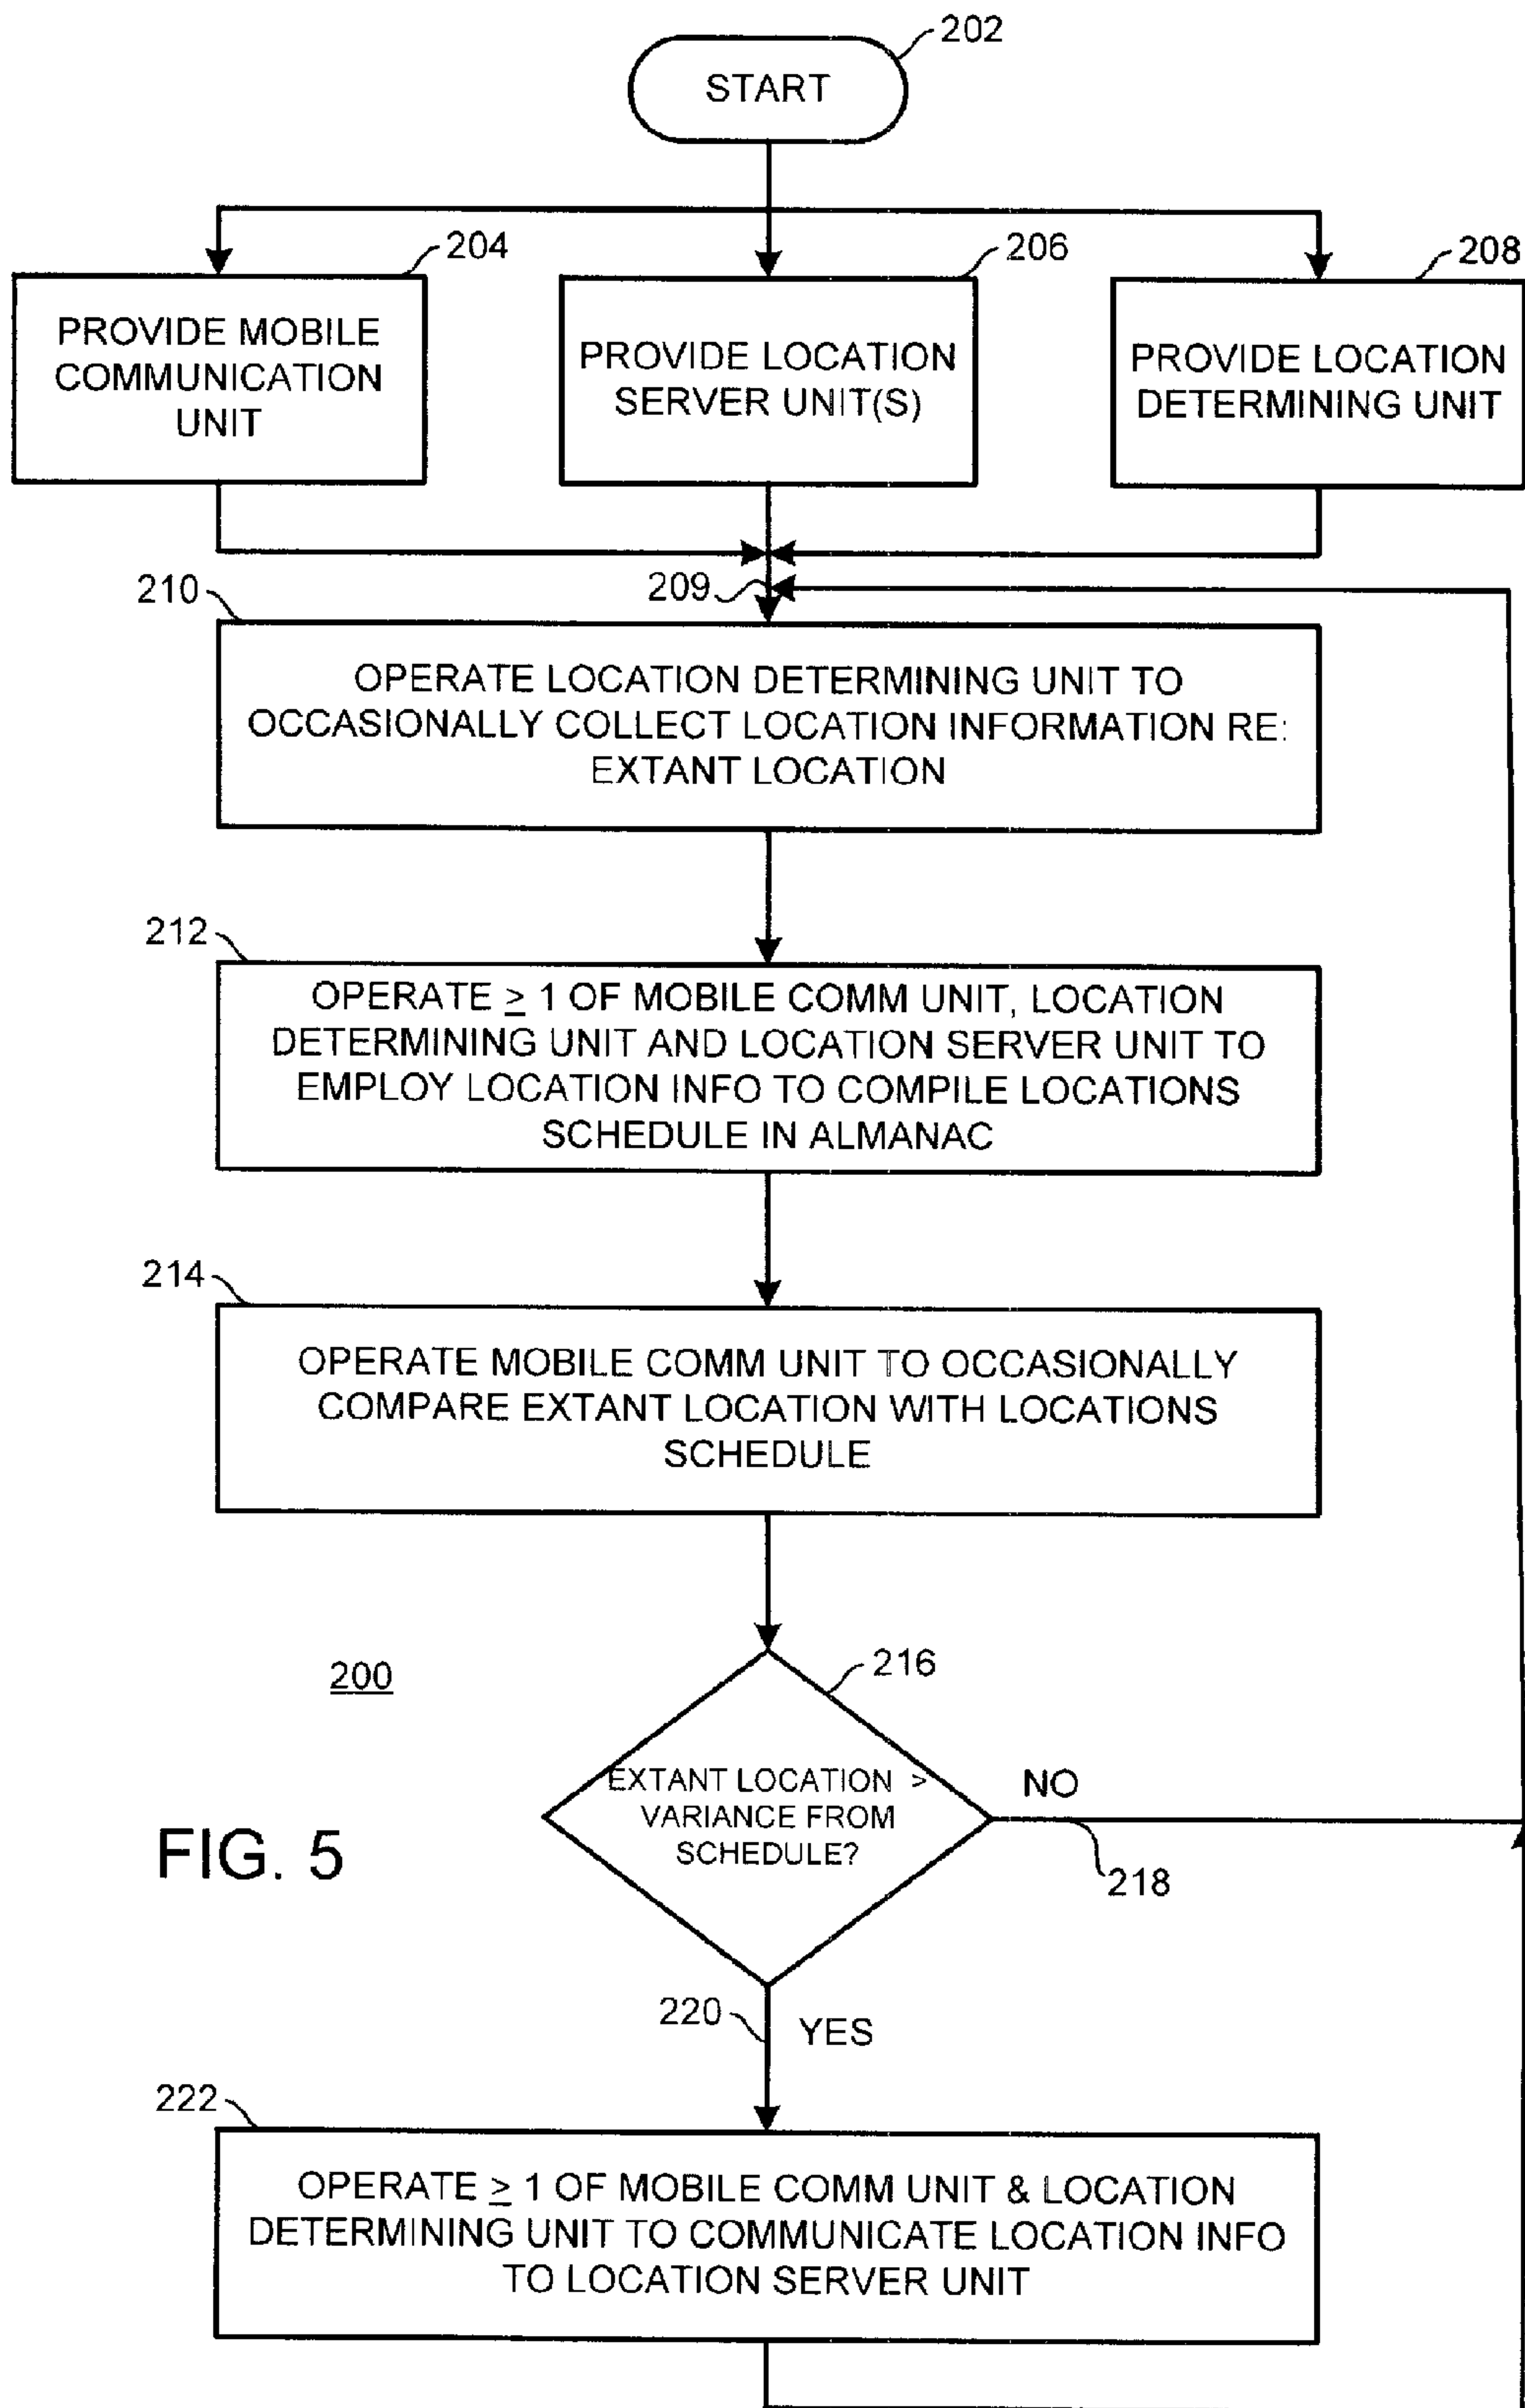 202
START
204
206
208
PROVIDE MOBILE
COMMUNICATION
UNIT
PROVIDE LOCATION
SERVER UNIT(S)
PROVIDE LOCATION
DETERMINING UNIT
209
210
OPERATE LOCATION DETERMINING UNIT TO
OCCASIONALLY COLLECT LOCATION INFORMATION RE:
EXTANT LOCATION
212
OPERATE ≥ 1 OF MOBILE COMM UNIT, LOCATION
DETERMINING UNIT AND LOCATION SERVER UNIT TO
EMPLOY LOCATION INFO TO COMPILE LOCATIONS
SCHEDULE IN ALMANAC
214
OPERATE MOBILE COMM UNIT TO OCCASIONALLY
COMPARE EXTANT LOCATION WITH LOCATIONS
SCHEDULE
200
216
EXTANT LOCATION >
VARIANCE FROM
SCHEDULE?
NO
218
FIG. 5
220
YES
222
OPERATE ≥ 1 OF MOBILE COMM UNIT & LOCATION
DETERMINING UNIT TO COMMUNICATE LOCATION INFO
TO LOCATION SERVER UNIT